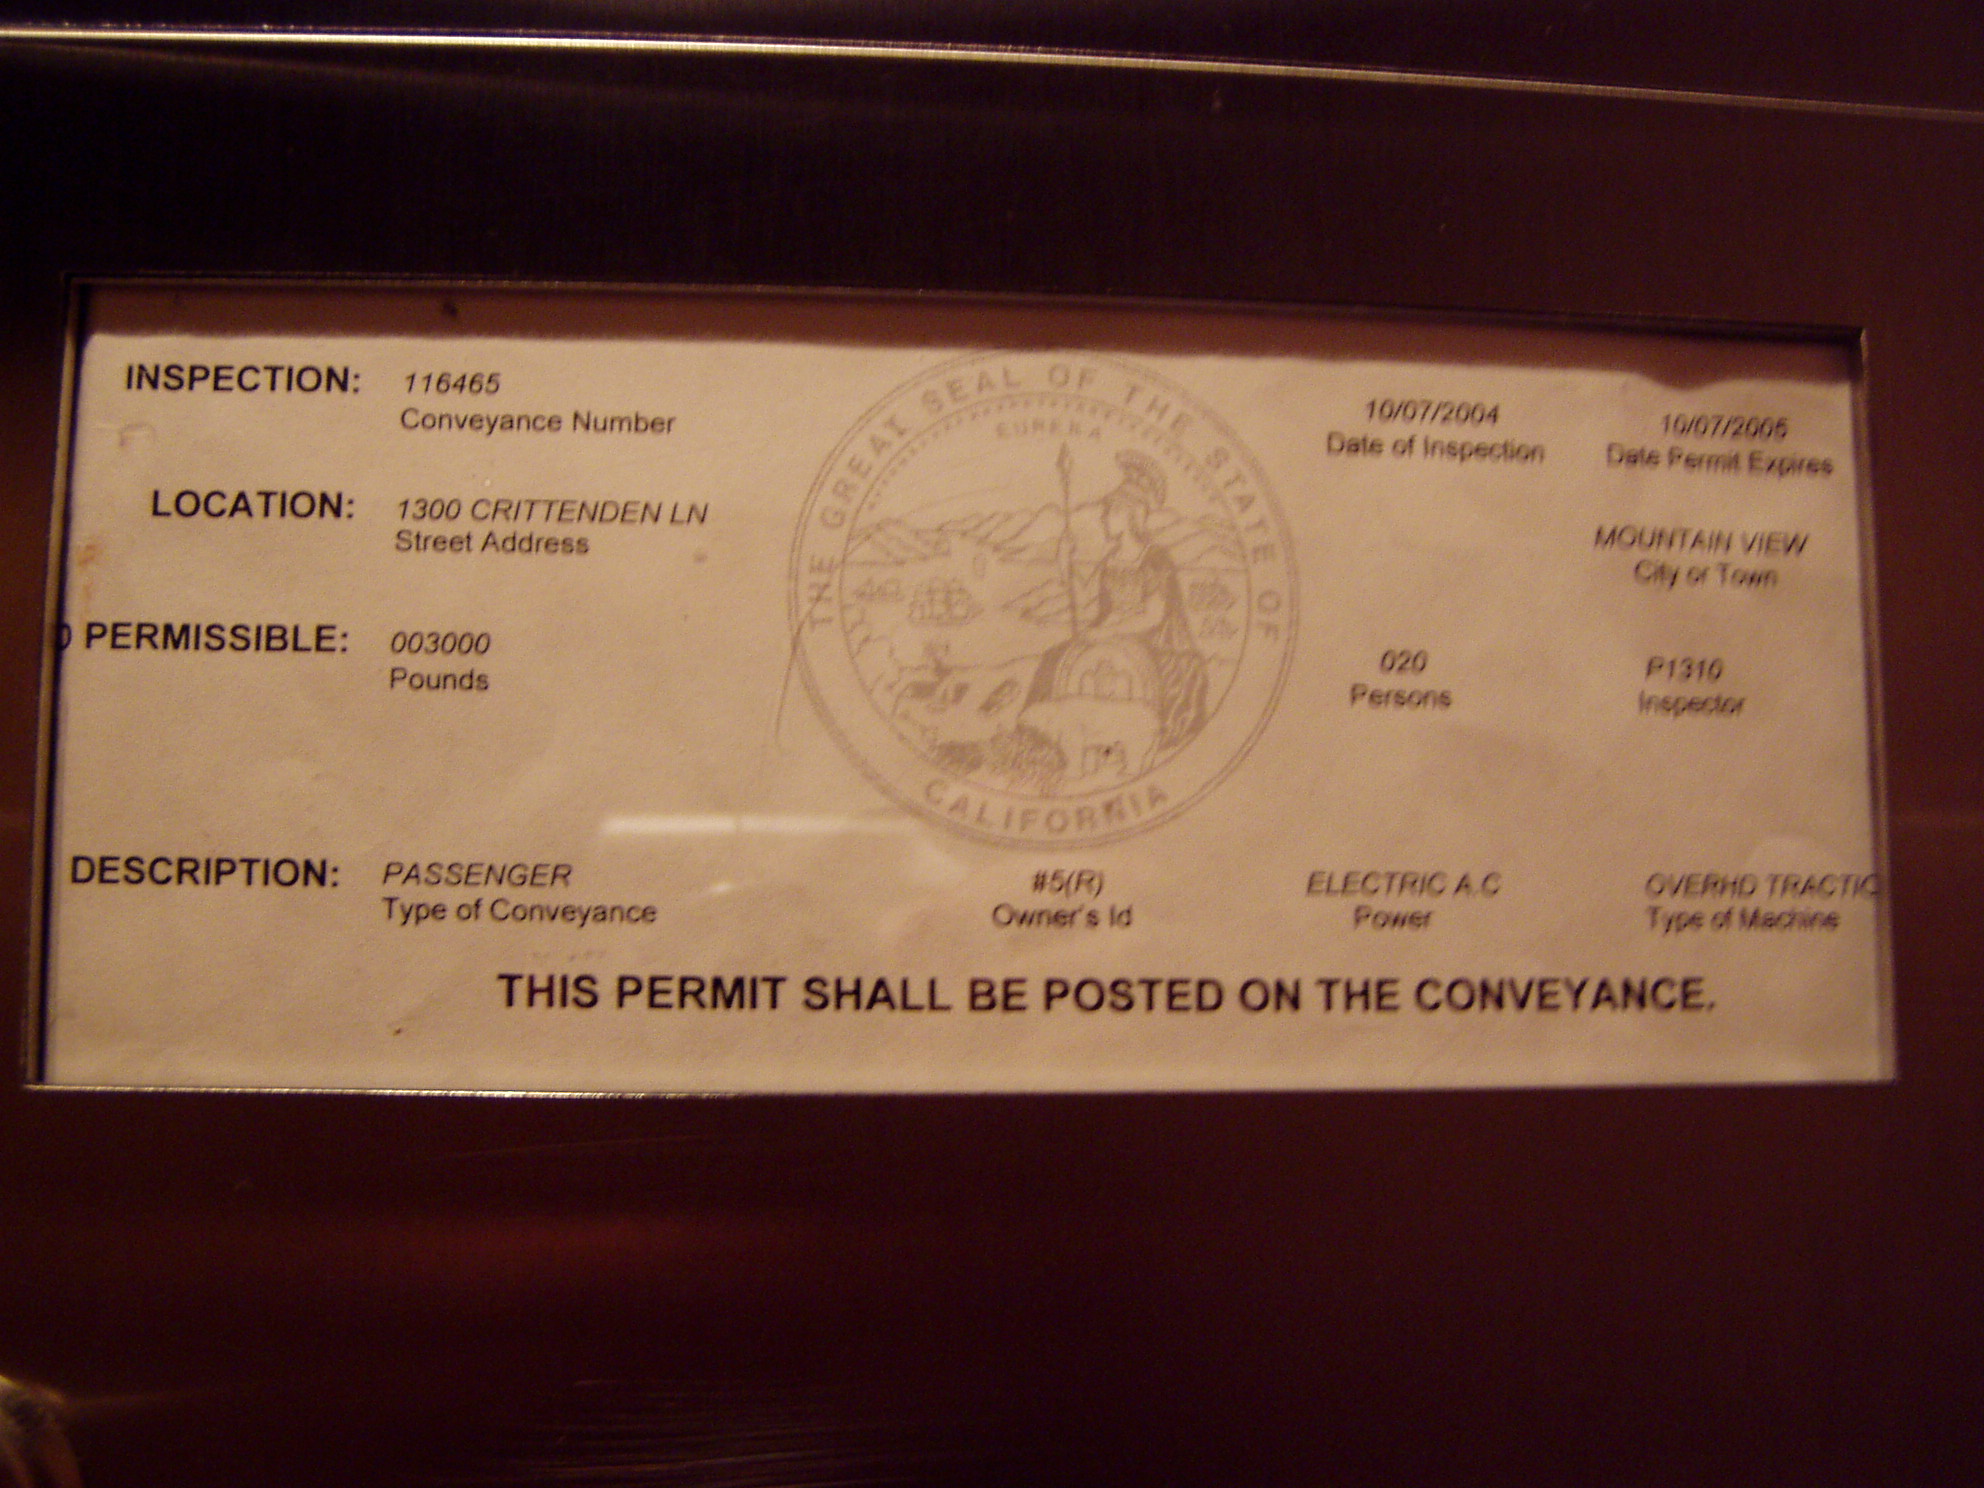 INSPECTION: 116465 10/07/2004 10/07/2005
Conveyance Number Date of Inspection Date Permit Expires
THE GREAT SEAL OF THE STATE OF CALIFORNIA
EUREKA
LOCATION: 1300 CRITTENDEN LN MOUNTAIN VIEW
Street Address City or Town
D PERMISSIBLE: 003000 020 P1310
Pounds Persons Inspector
DESCRIPTION: PASSENGER #5(R) ELECTRIC A.C OVERHD TRACTIO
Type of Conveyance Owner's Id Power Type of Machine
THIS PERMIT SHALL BE POSTED ON THE CONVEYANCE.